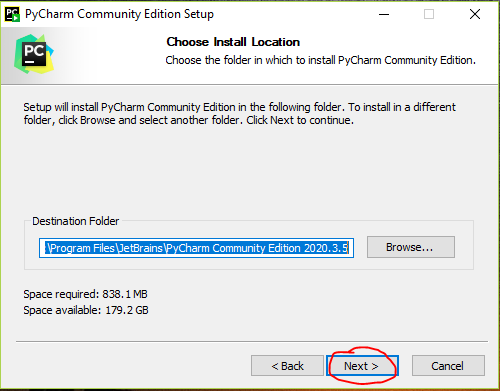 PC
PyCharm Community Edition Setup
PC
Choose Install Location
Choose the folder in which to install PyCharm Community Edition.
Setup will install PyCharm Community Edition in the following folder. To install in a different
folder, click Browse and select another folder. Click Next to continue.
Destination Folder
:\Program Files\JetBrains\PyCharm Community Edition 2020.3.5
Browse...
Space required: 838.1 MB
Space available: 179.2 GB
< Back
Next >
Cancel